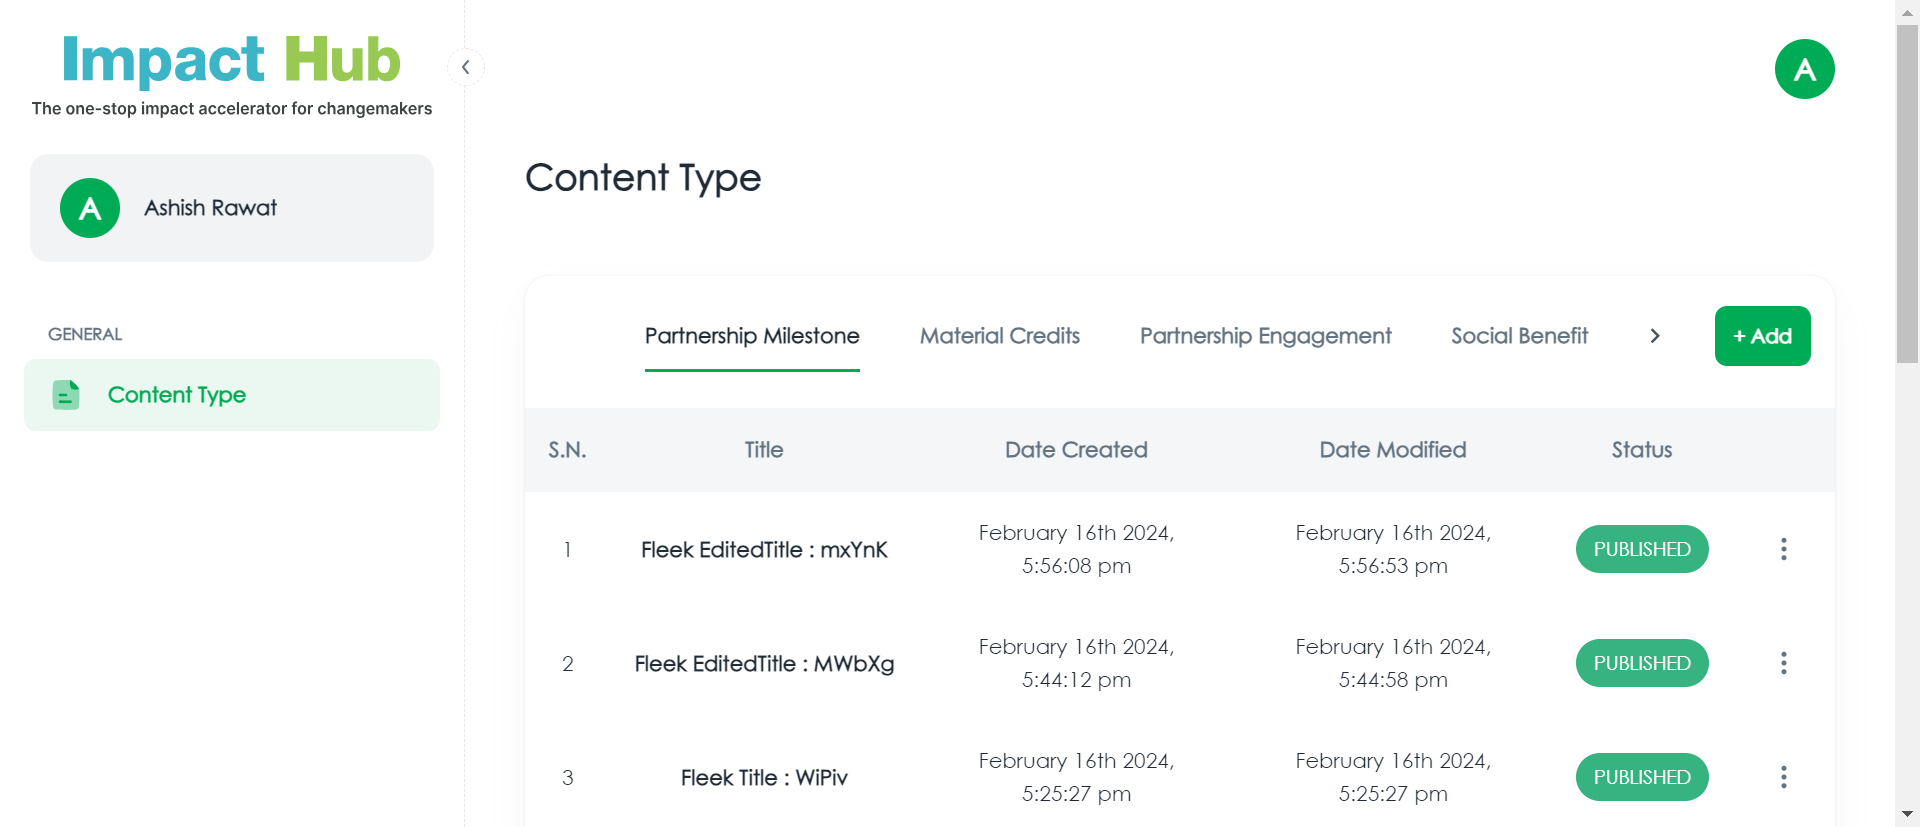 Impact Hub
The one-stop impact accelerator for changemakers
A
A
Ashish Rawat
GENERAL
Content Type
Content Type
Partnership Milestone
Material Credits
Partnership Engagement
Social Benefit
+ Add
S.N.
Title
Date Created
Date Modified
Status
1
Fleek EditedTitle : mxYnK
February 16th 2024,
5:56:08 pm
February 16th 2024,
5:56:53 pm
PUBLISHED
2
Fleek EditedTitle : MWbXg
February 16th 2024,
5:44:12 pm
February 16th 2024,
5:44:58 pm
PUBLISHED
3
Fleek Title : WiPiv
February 16th 2024,
5:25:27 pm
February 16th 2024,
5:25:27 pm
PUBLISHED